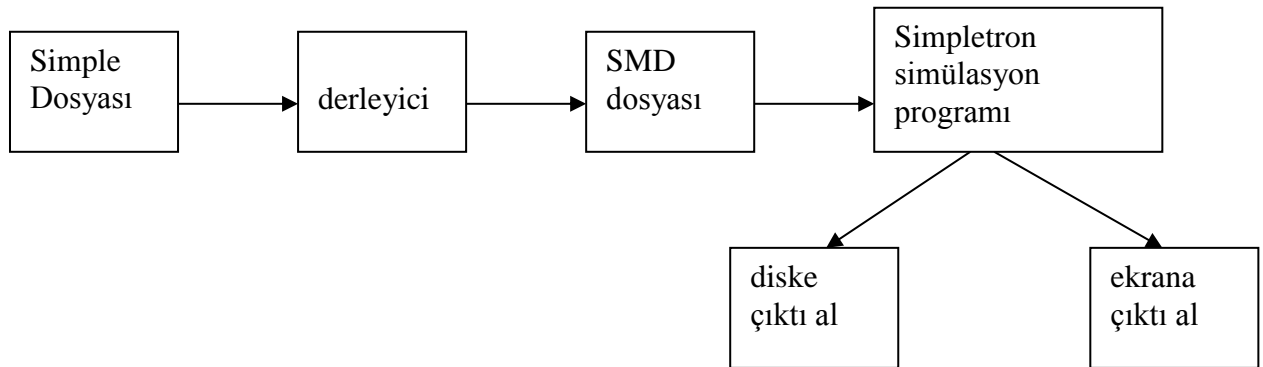 Simple
Dosyası
derleyici
SMD
dosyası
Simpletron
simülasyon
programı
diske
çıktı al
ekrana
çıktı al